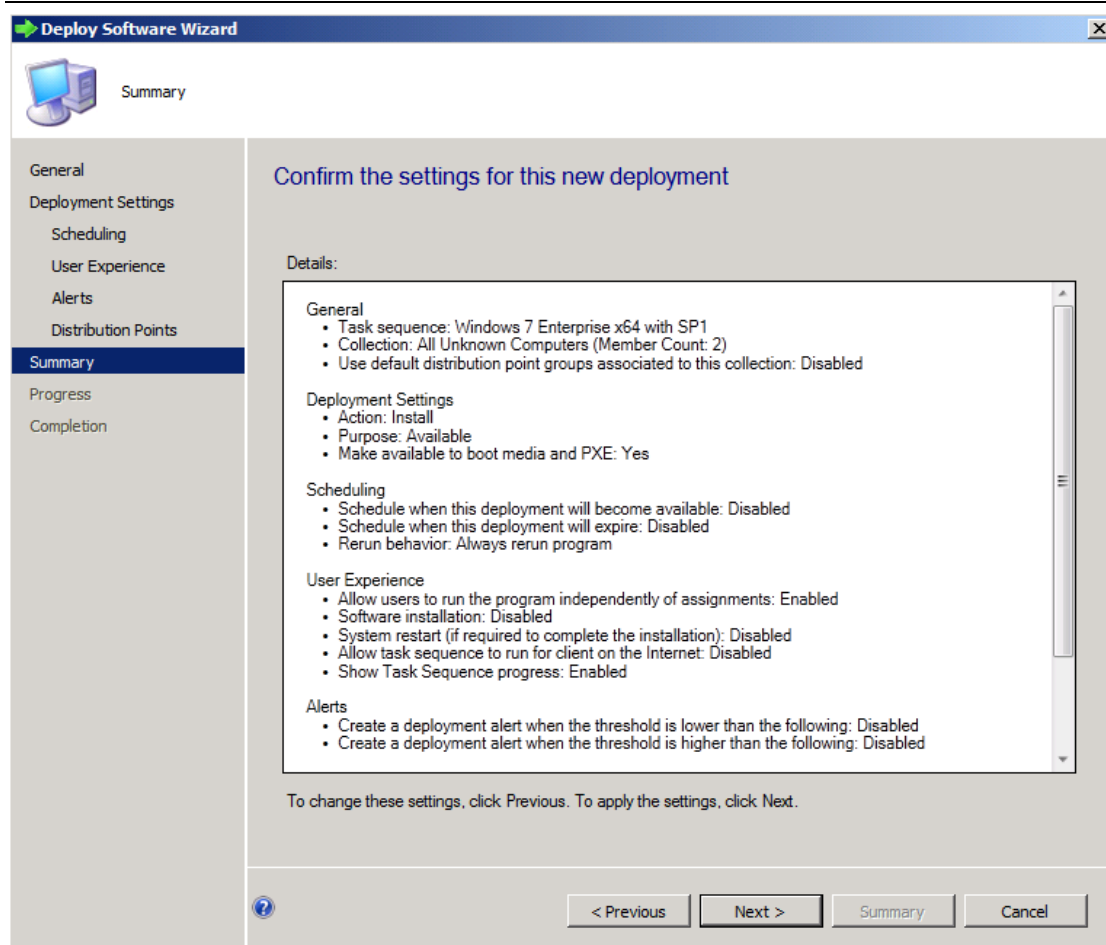 Deploy Software Wizard
Summary
General
Deployment Settings
Scheduling
User Experience
Alerts
Distribution Points
Summary
Progress
Completion
Confirm the settings for this new deployment
Details:
General
• Task sequence: Windows 7 Enterprise x64 with SP1
• Collection: All Unknown Computers (Member Count: 2)
• Use default distribution point groups associated to this collection: Disabled
Deployment Settings
• Action: Install
• Purpose: Available
• Make available to boot media and PXE: Yes
Scheduling
• Schedule when this deployment will become available: Disabled
• Schedule when this deployment will expire: Disabled
• Rerun behavior: Always rerun program
User Experience
• Allow users to run the program independently of assignments: Enabled
• Software installation: Disabled
• System restart (if required to complete the installation): Disabled
• Allow task sequence to run for client on the Internet: Disabled
• Show Task Sequence progress: Enabled
Alerts
• Create a deployment alert when the threshold is lower than the following: Disabled
• Create a deployment alert when the threshold is higher than the following: Disabled
To change these settings, click Previous. To apply the settings, click Next.
< Previous
Next >
Summary
Cancel